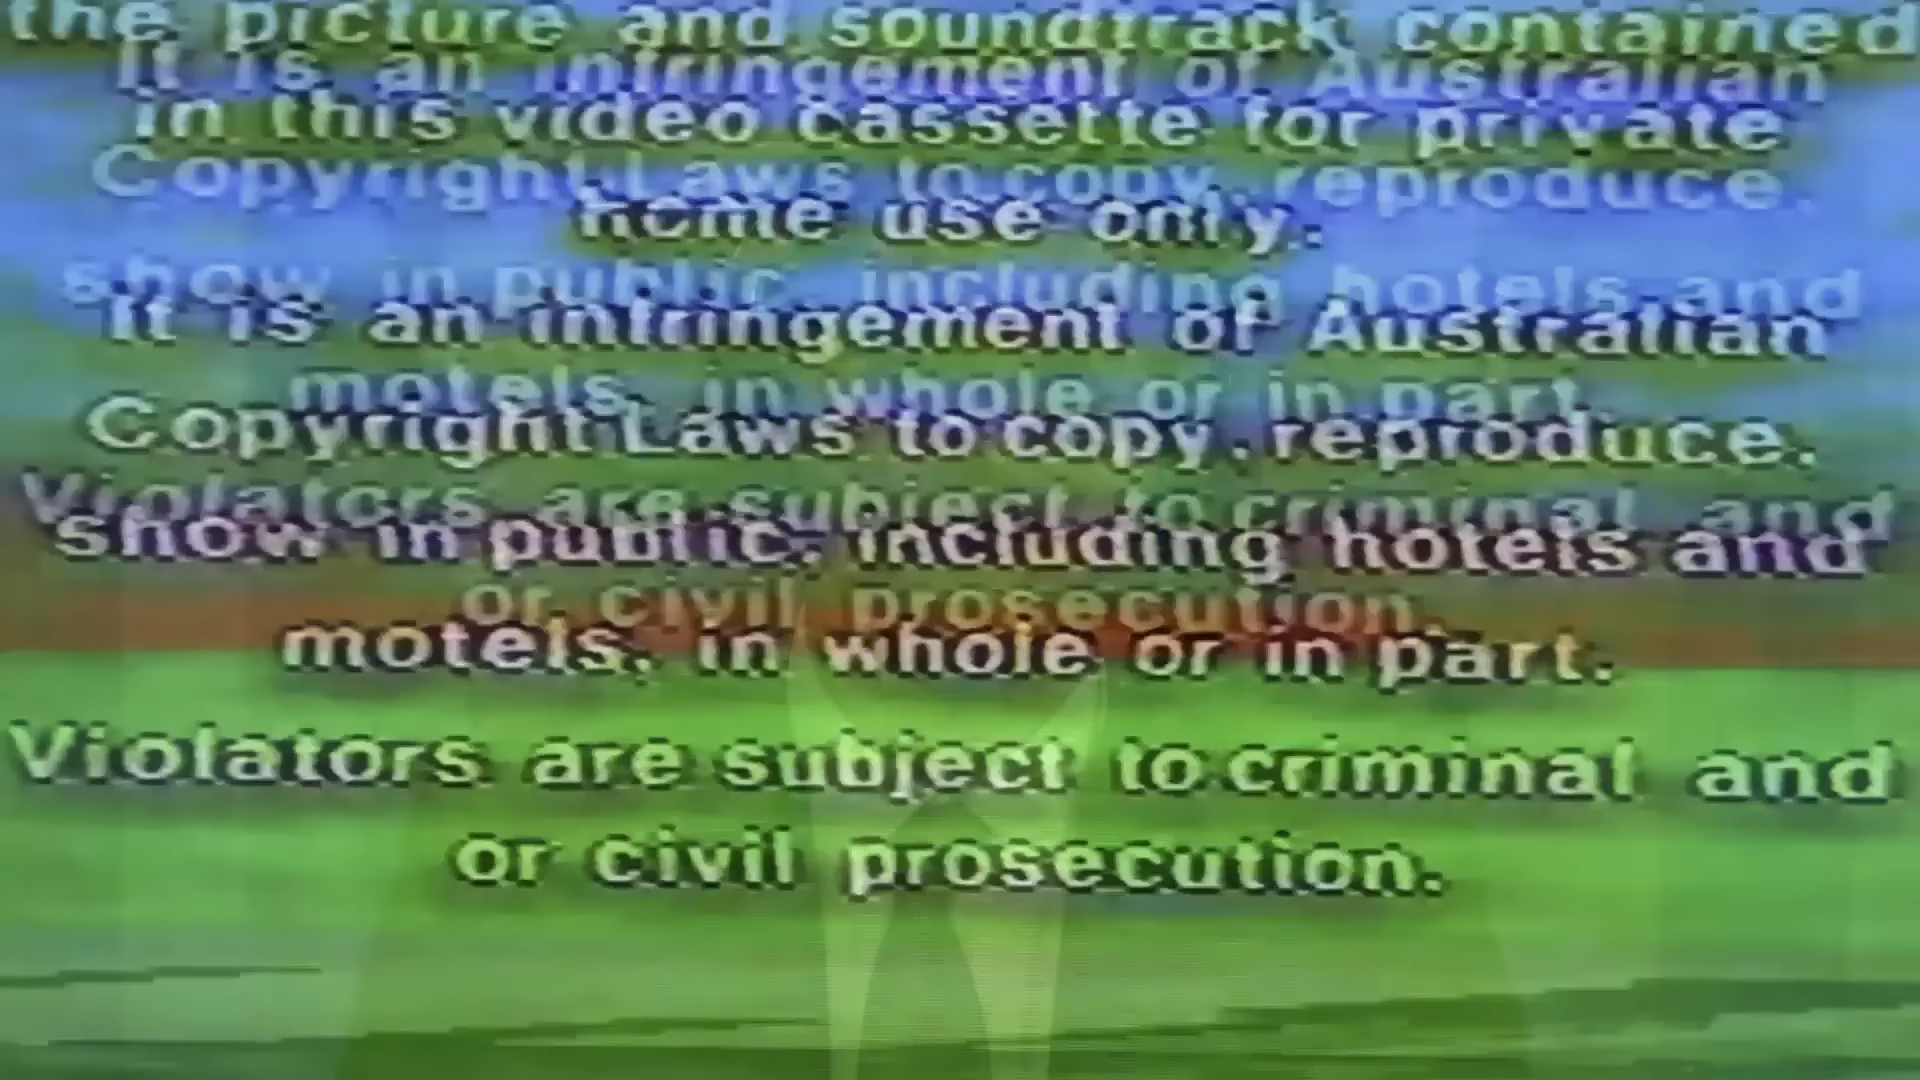 the picture and soundtrack contained
It is an infringement of Australian
in this video cassette for private
Copyright Laws to copy, reproduce,
home use only.
show in public, including hotels and
It is an infringement of Australian
motels, in whole or in part.
Copyright Laws to copy, reproduce,
Violators are subject to criminal and
show in public, including hotels and
or civil prosecution.
motels, in whole or in part.
Violators are subject to criminal and
or civil prosecution.